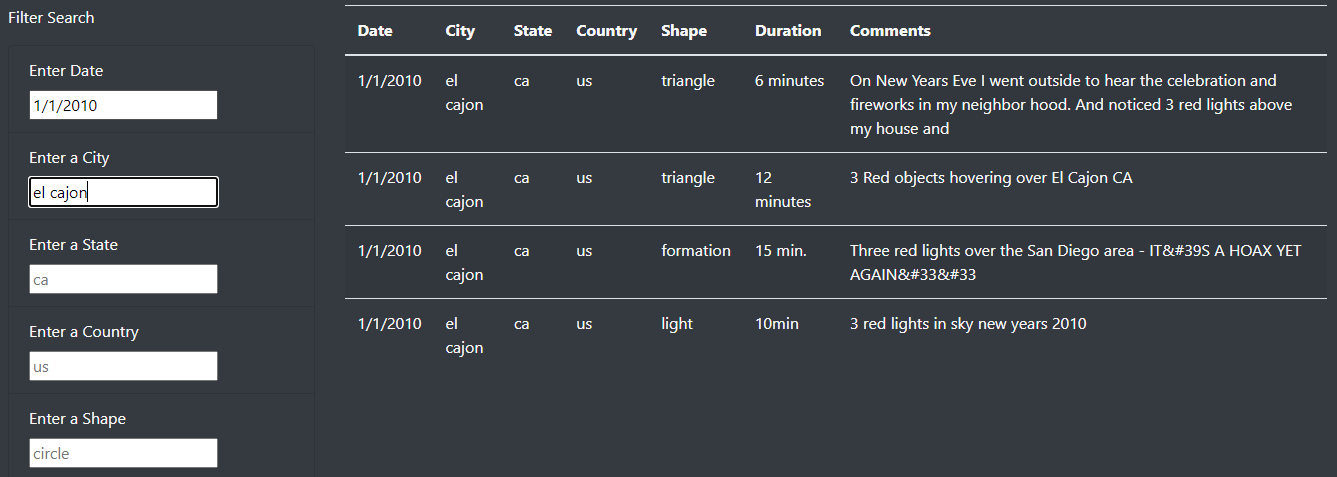 Filter Search
Enter Date
1/1/2010
Enter a City
el cajon
Enter a State
ca
Enter a Country
us
Enter a Shape
circle
Date City State Country Shape Duration Comments
1/1/2010 el ca us triangle 6 minutes On New Years Eve I went outside to hear the celebration and
cajon fireworks in my neighbor hood. And noticed 3 red lights above
my house and
1/1/2010 el ca us triangle 12 3 Red objects hovering over El Cajon CA
cajon minutes
1/1/2010 el ca us formation 15 min. Three red lights over the San Diego area - IT&#39S A HOAX YET
cajon AGAIN&#33&#33
1/1/2010 el ca us light 10min 3 red lights in sky new years 2010
cajon